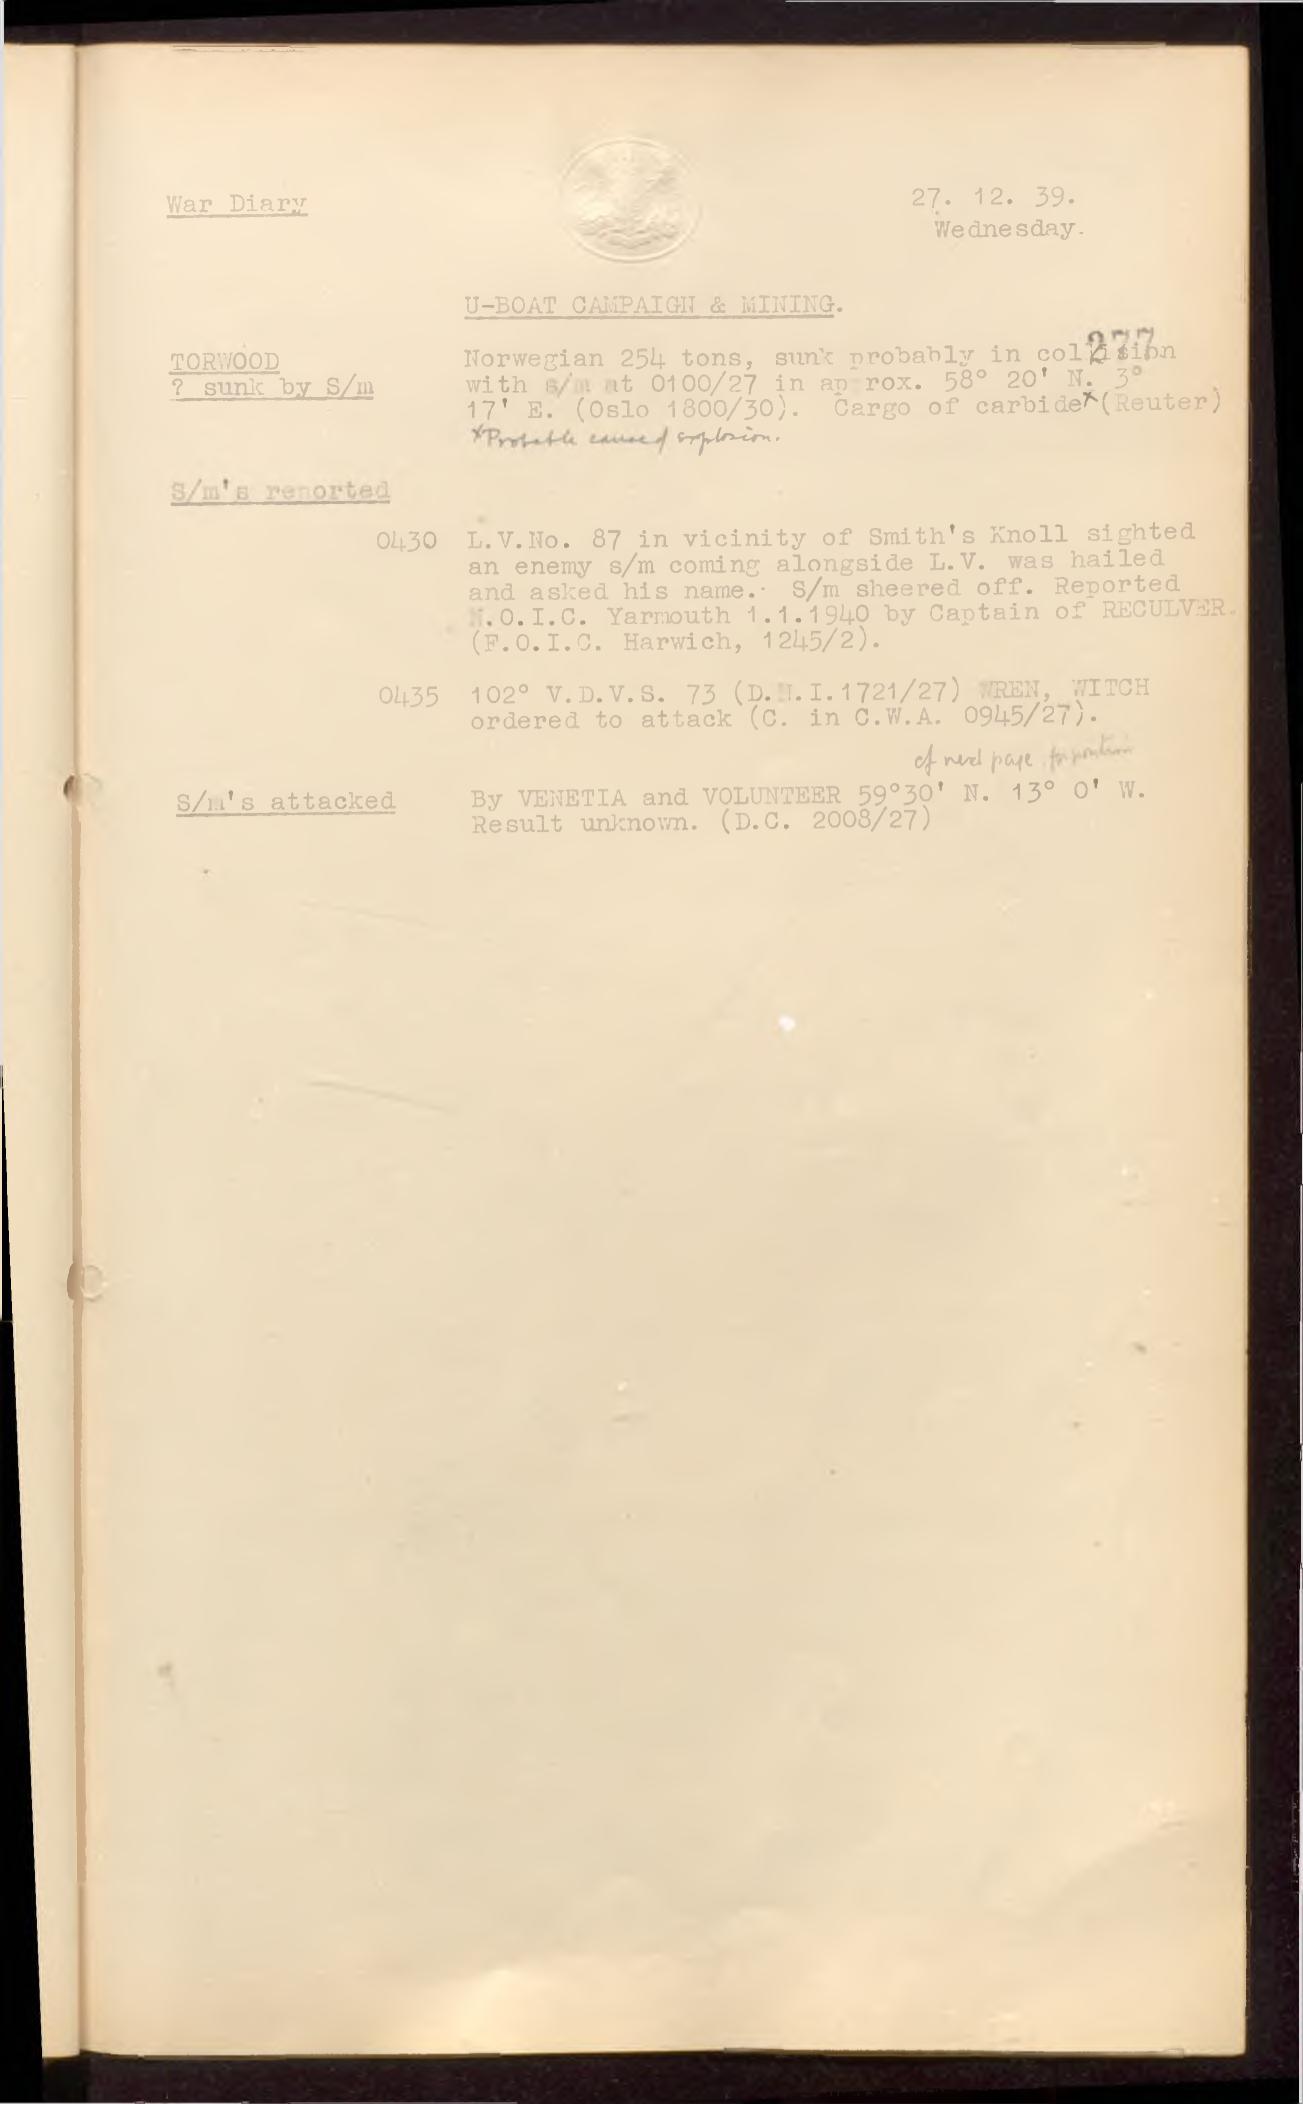 War Diary
27. 12. 39.
Wednesday.
U-BOAT CAMPAIGN & MINING.
277
TORWOOD
? sunk by S/m
Norwegian 254 tons, sunk probably in collision
with s/m at 0100/27 in approx. 58° 20' N. 3°
17' E. (Oslo 1800/30). Cargo of carbide x (Reuter)
x Probable cause of explosion.
S/m's reported
0430 L.V.No. 87 in vicinity of Smith's Knoll sighted
an enemy s/m coming alongside L.V. was hailed
and asked his name. S/m sheered off. Reported
N.O.I.C. Yarmouth 1.1.1940 by Captain of RECULVER.
(F.O.I.C. Harwich, 1245/2).
0435 102° V.D.V.S. 73 (D.N.I.1721/27) WREN, WITCH
ordered to attack (C. in C.W.A. 0945/27).
cf next page for position
S/m's attacked
By VENETIA and VOLUNTEER 59°30' N. 13° 0' W.
Result unknown. (D.C. 2008/27)